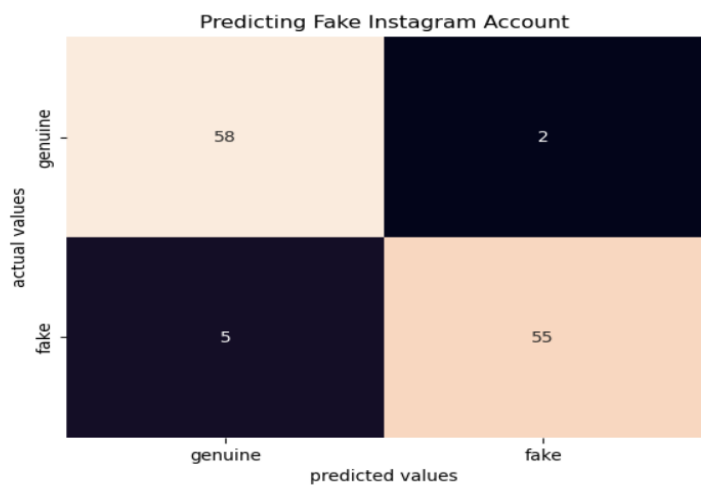 Predicting Fake Instagram Account
genuine
58
2
actual values
fake
5
55
genuine
fake
predicted values